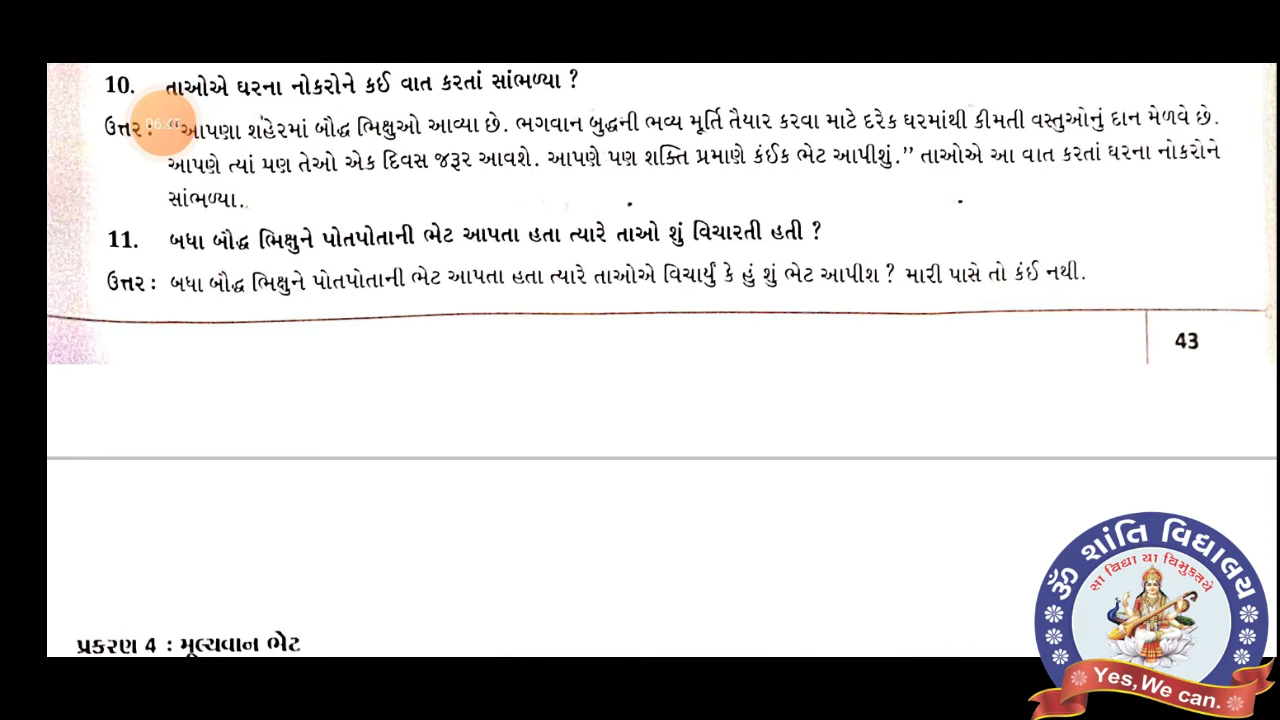 10. તાઓએ ઘરના નોકરોને કઈ વાત કરતાં સાંભળ્યા ?
ઉત્તર : “આપણા શહેરમાં બૌદ્ધ ભિક્ષુઓ આવ્યા છે. ભગવાન બુદ્ધની ભવ્ય મૂર્તિ તૈયાર કરવા માટે દરેક ઘરમાંથી કીમતી વસ્તુઓનું દાન મેળવે છે.
આપણે ત્યાં પણ તેઓ એક દિવસ જરૂર આવશે. આપણે પણ શક્તિ પ્રમાણે કંઈક ભેટ આપીશું.” તાઓએ આ વાત કરતાં ઘરના નોકરોને
સાંભળ્યા.
11. બધા બૌદ્ધ ભિક્ષુને પોતપોતાની ભેટ આપતા હતા ત્યારે તાઓ શું વિચારતી હતી ?
ઉત્તર : બધા બૌદ્ધ ભિક્ષુને પોતપોતાની ભેટ આપતા હતા ત્યારે તાઓએ વિચાર્યું કે હું શું ભેટ આપીશ ? મારી પાસે તો કંઈ નથી.
43
પ્રકરણ 4 : મૂલ્યવાન ભેટ
ૐ શાંતિ વિદ્યાલય
સા વિદ્યા યા વિમુક્તયે
Yes, We can.